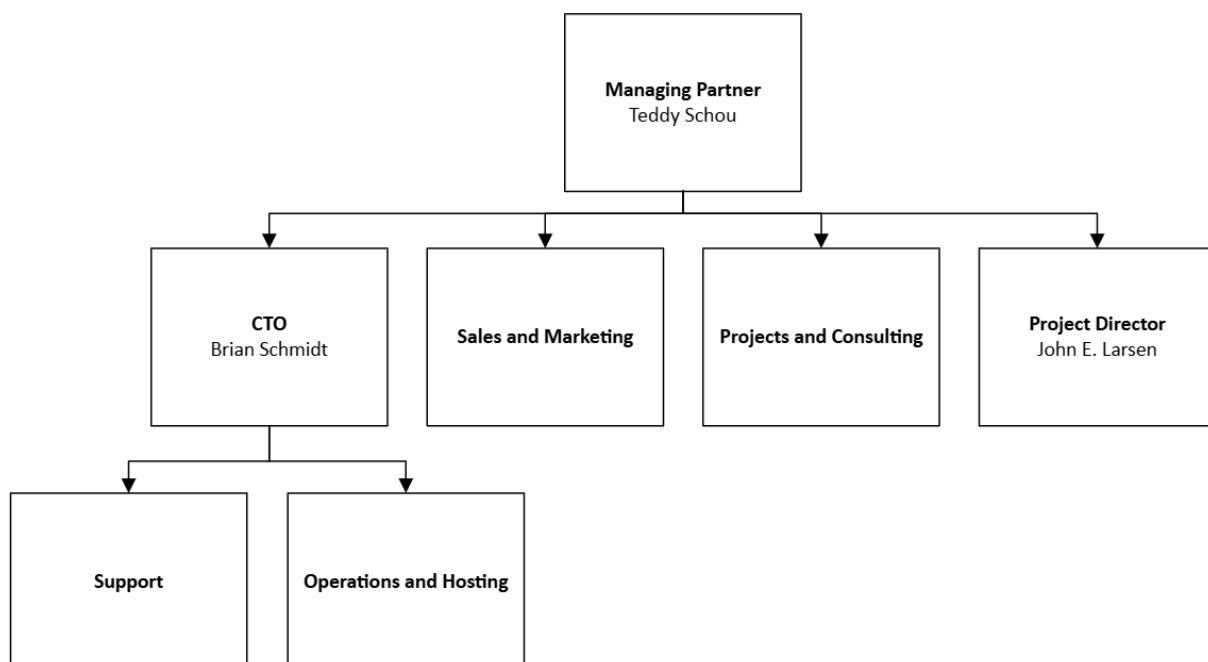 Managing Partner
Teddy Schou
CTO
Brian Schmidt
Sales and Marketing
Projects and Consulting
Project Director
John E. Larsen
Support
Operations and Hosting